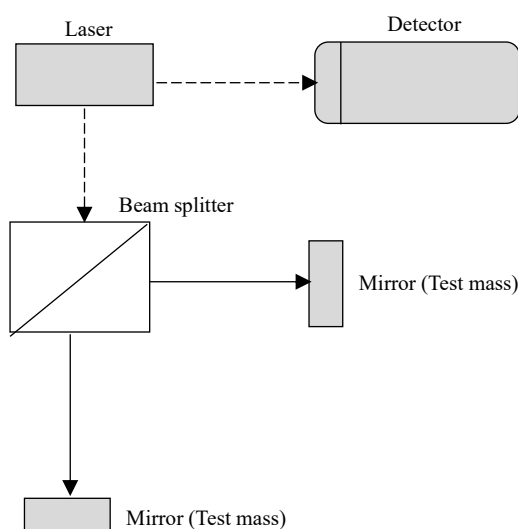 Laser
Detector
Beam splitter
Mirror (Test mass)
Mirror (Test mass)